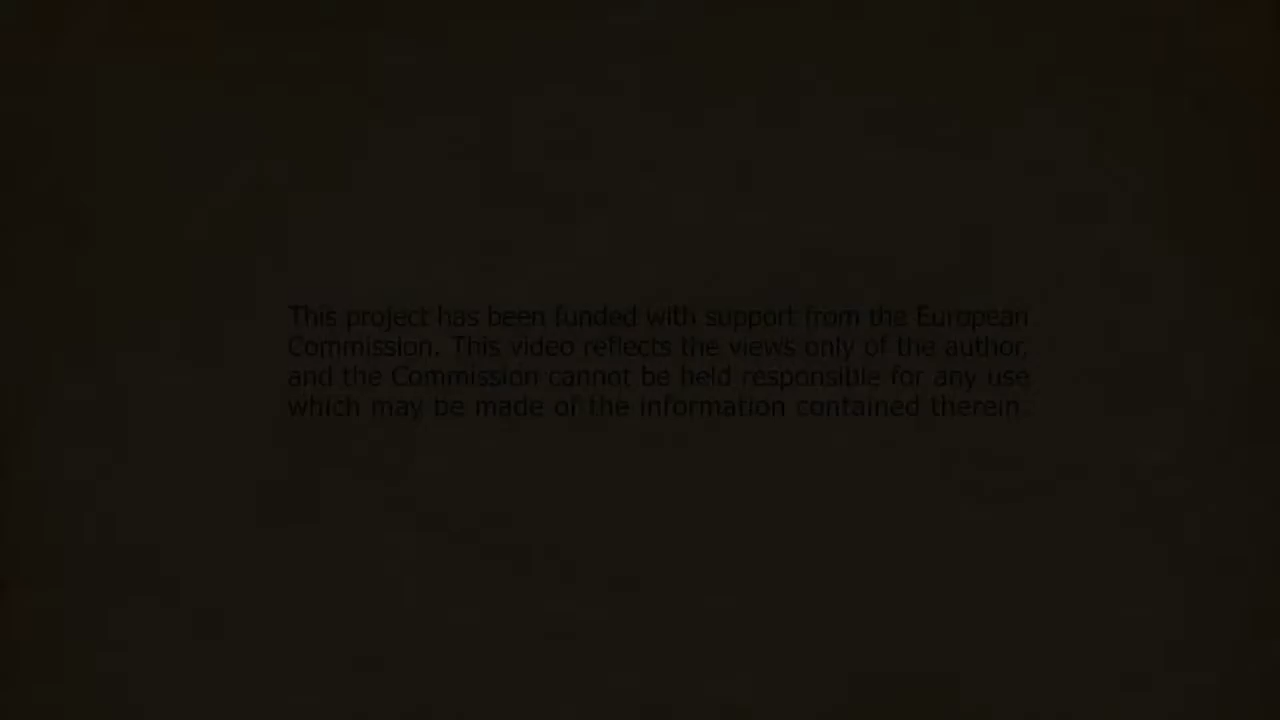 This project has been funded with support from the European
Commission. This video reflects the views only of the author,
and the Commission cannot be held responsible for any use
which may be made of the information contained therein.